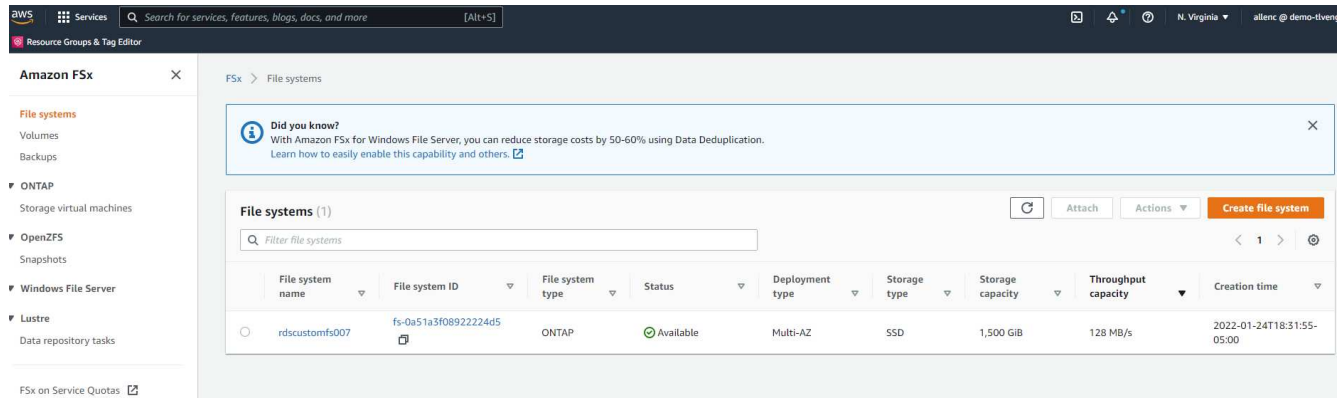 aws
Services
Search for services, features, blogs, docs, and more
[Alt+S]
N. Virginia
allenc @ demo-tlveng
Resource Groups & Tag Editor
Amazon FSx
File systems
Volumes
Backups
ONTAP
Storage virtual machines
OpenZFS
Snapshots
Windows File Server
Lustre
Data repository tasks
FSx on Service Quotas
FSx > File systems
Did you know?
With Amazon FSx for Windows File Server, you can reduce storage costs by 50-60% using Data Deduplication.
Learn how to easily enable this capability and others.
File systems (1)
Attach
Actions
Create file system
Filter file systems
< 1 >
File system name
File system ID
File system type
Status
Deployment type
Storage type
Storage capacity
Throughput capacity
Creation time
rdscustomfs007
fs-0a51a3f08922224d5
ONTAP
Available
Multi-AZ
SSD
1,500 GiB
128 MB/s
2022-01-24T18:31:55-
05:00